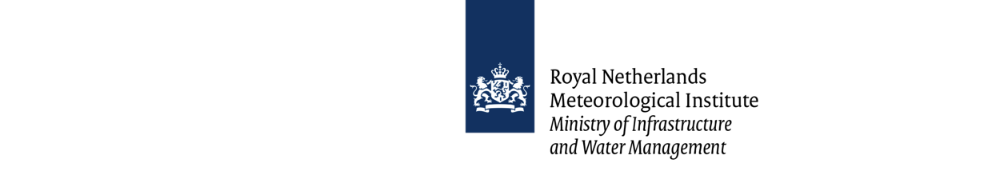 Royal Netherlands
Meteorological Institute
Ministry of Infrastructure
and Water Management